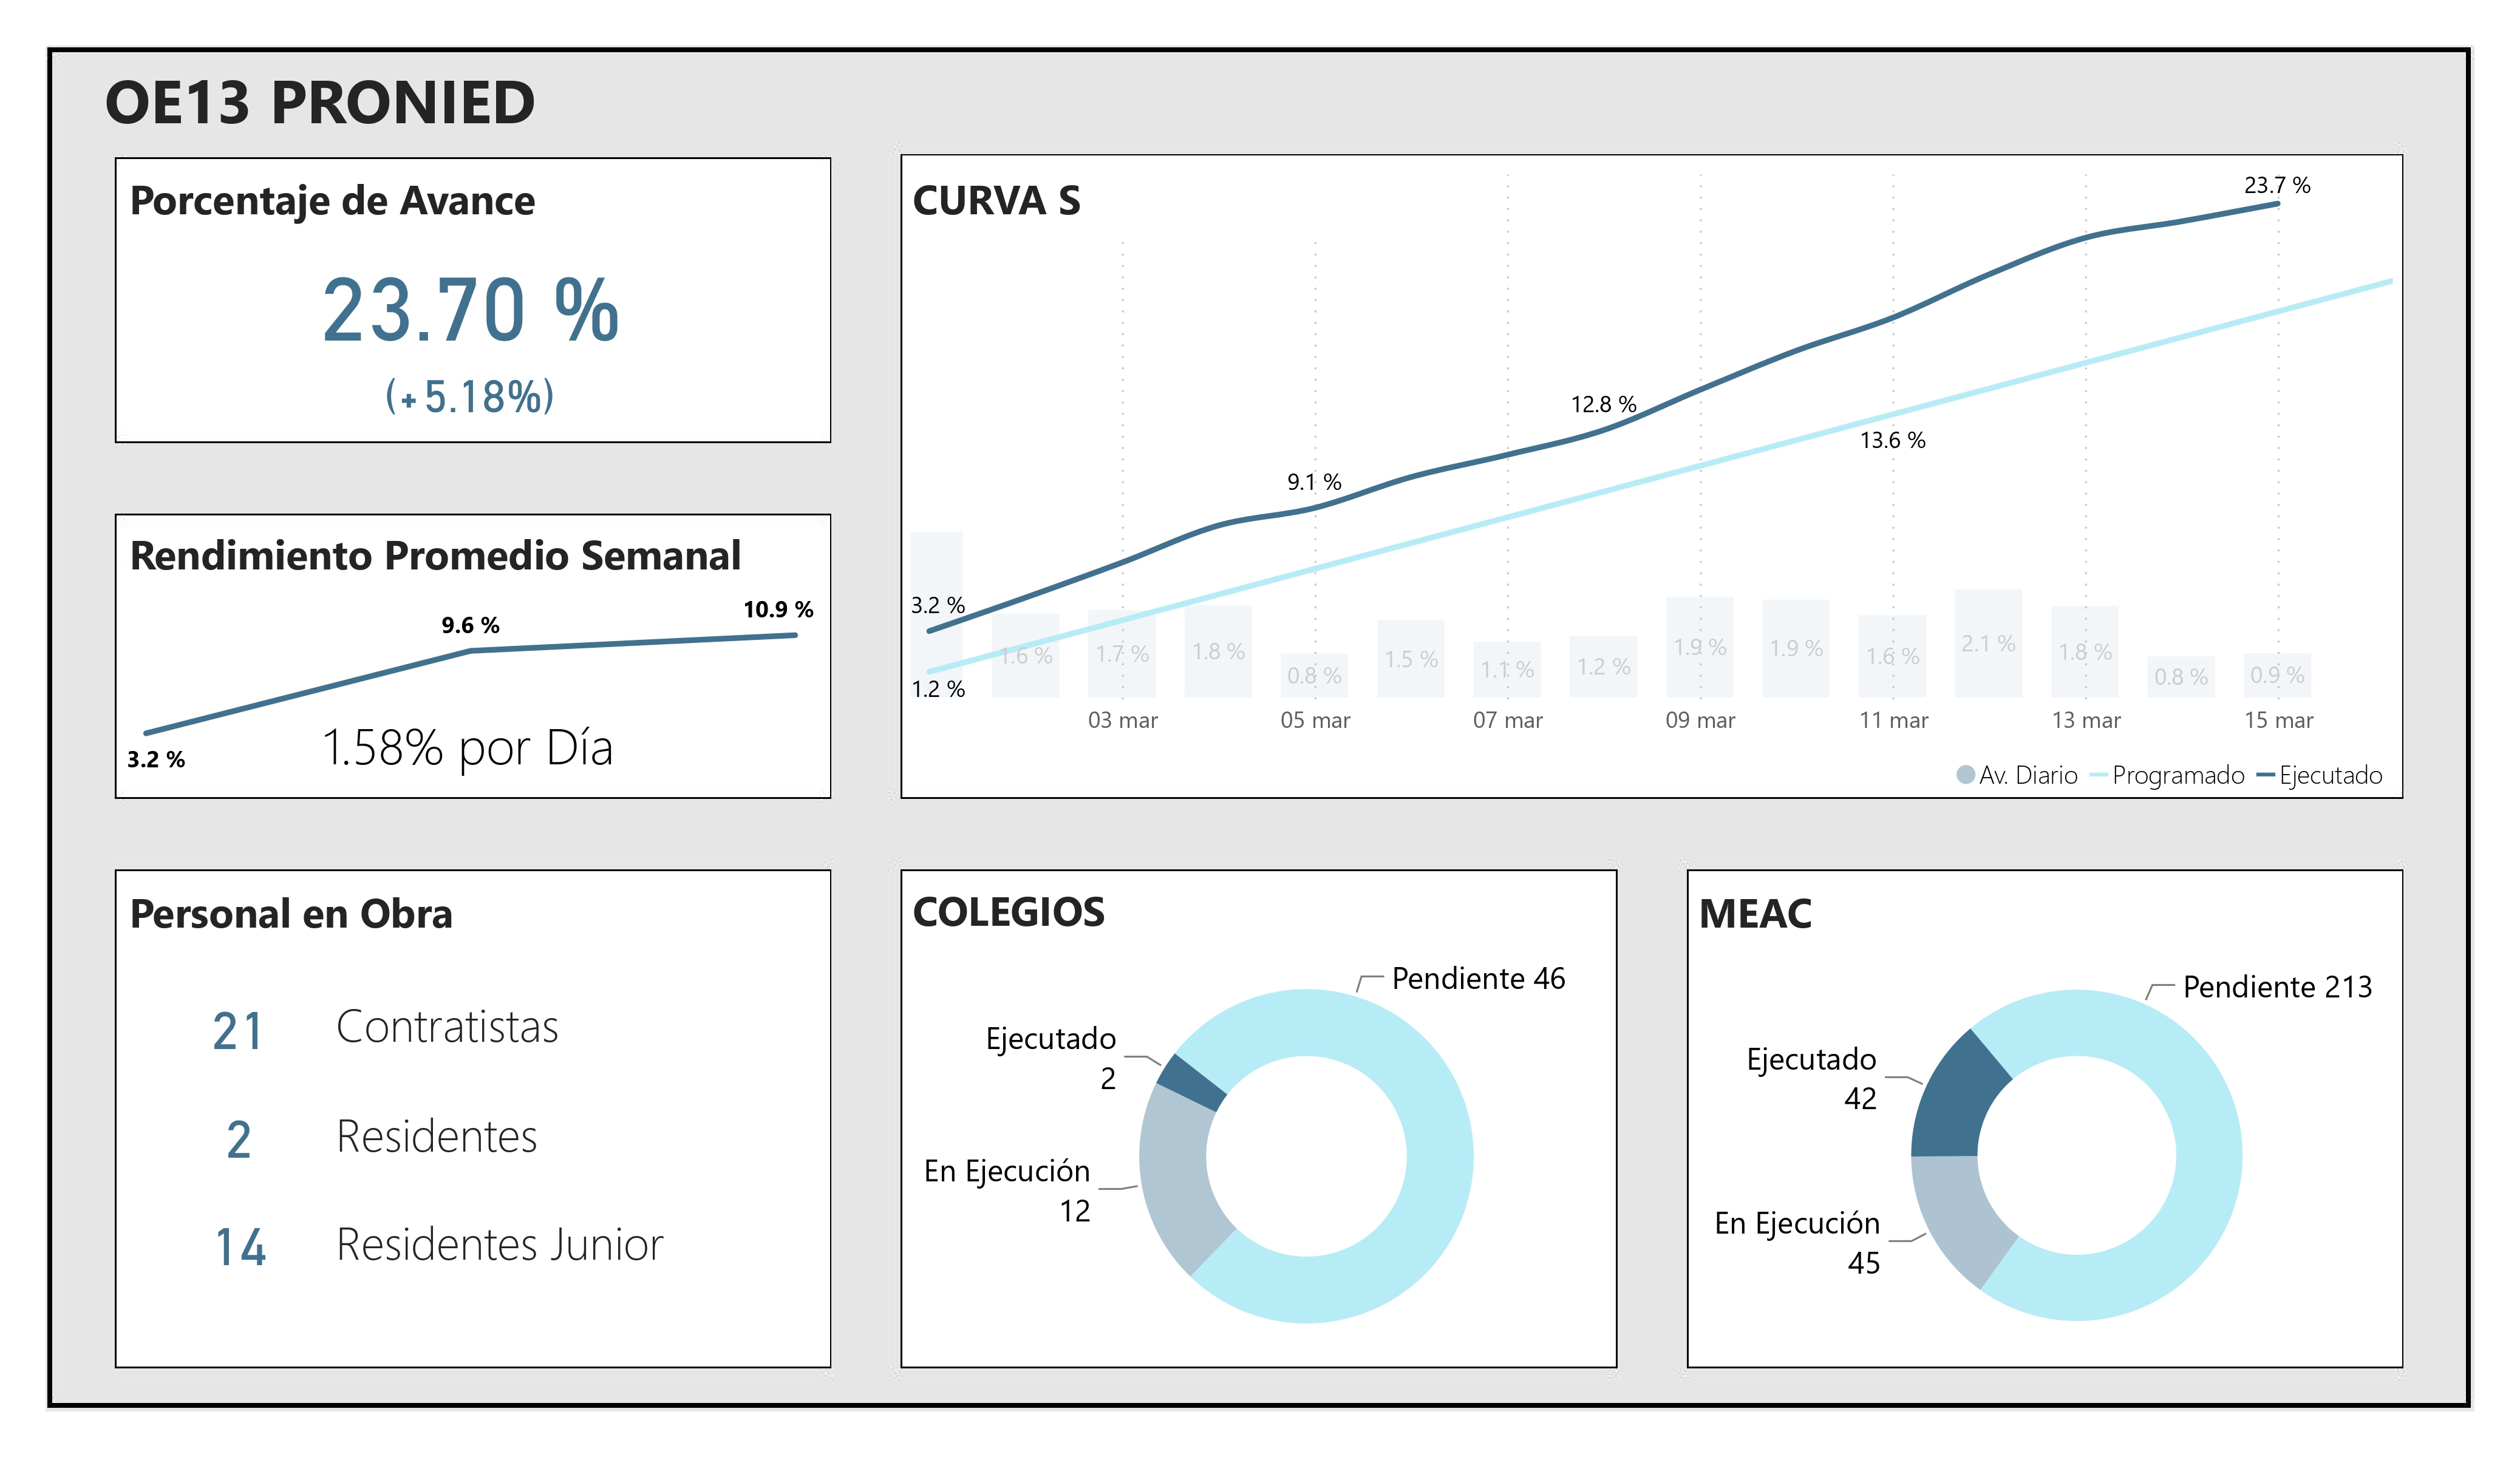 OE13 PRONIED
Porcentaje de Avance
23.70 %
(+ 5.18%)
Rendimiento Promedio Semanal
10.9 %
9.6 %
3.2 %
1.58% por Día
CURVA S
23.7 %
12.8 %
13.6 %
9.1 %
3.2 %
1.2 %
1.6 %
1.7 %
1.8 %
0.8 %
1.5 %
1.1 %
1.2 %
1.9 %
1.9 %
1.6 %
2.1 %
1.8 %
0.8 %
0.9 %
03 mar
05 mar
07 mar
09 mar
11 mar
13 mar
15 mar
Av. Diario
Programado
Ejecutado
Personal en Obra
21 Contratistas
2 Residentes
14 Residentes Junior
COLEGIOS
Pendiente 46
Ejecutado
2
En Ejecución
12
MEAC
Pendiente 213
Ejecutado
42
En Ejecución
45